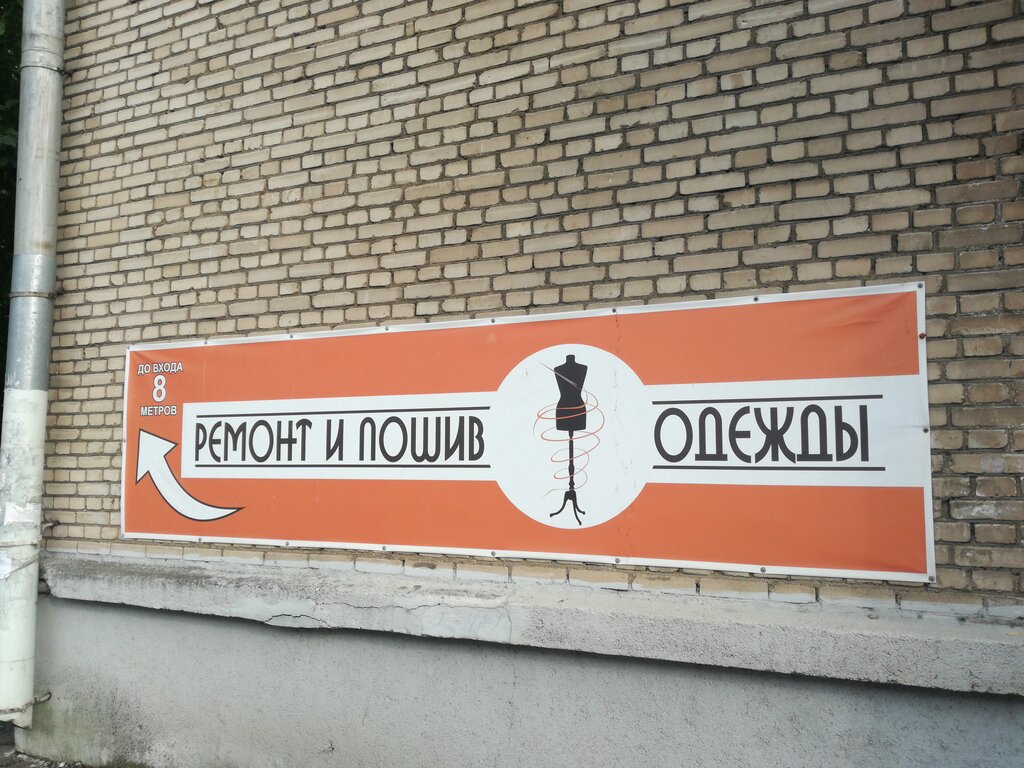 ДО ВХОДА
8
МЕТРОВ
РЕМОНТ И ПОШИВ ОДЕЖДЫ